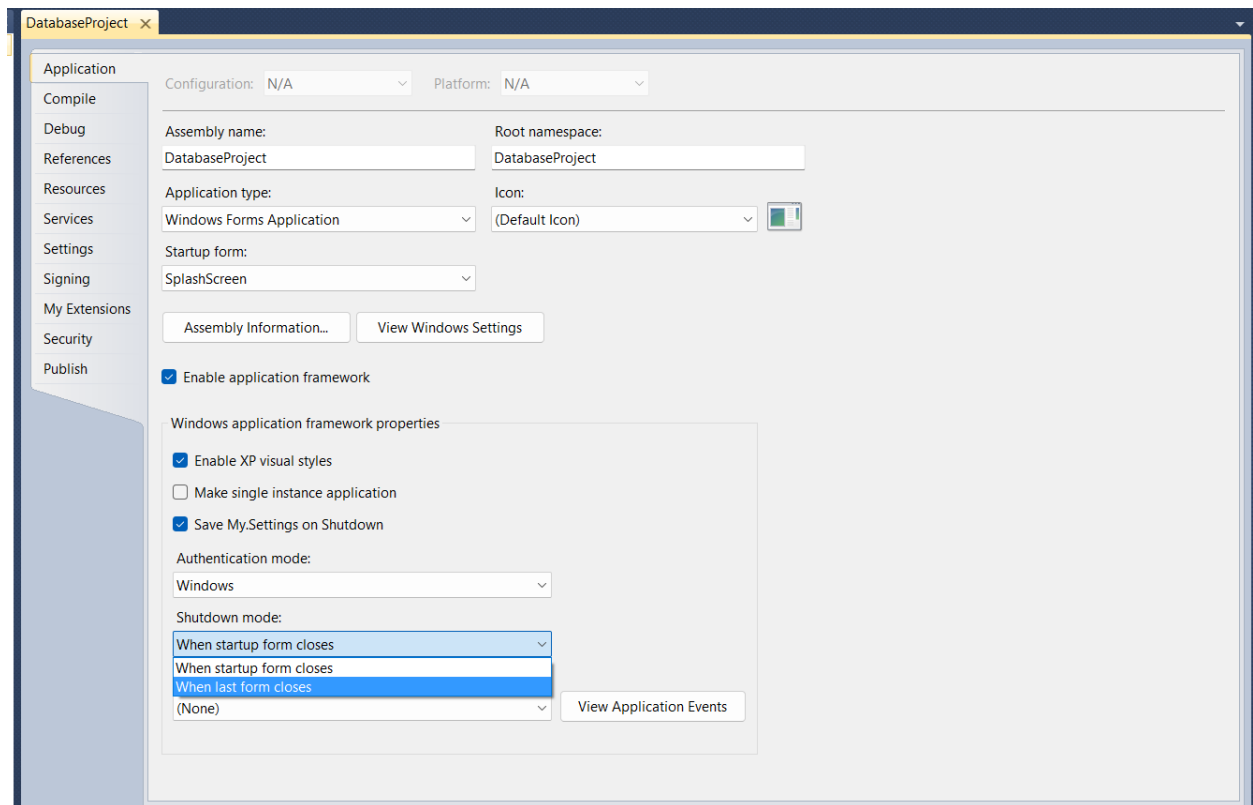 DatabaseProject
Application
Compile
Debug
References
Resources
Services
Settings
Signing
My Extensions
Security
Publish
Configuration: N/A Platform: N/A
Assembly name: Root namespace:
DatabaseProject DatabaseProject
Application type: Icon:
Windows Forms Application (Default Icon)
Startup form:
SplashScreen
Assembly Information... View Windows Settings
Enable application framework
Windows application framework properties
Enable XP visual styles
Make single instance application
Save My.Settings on Shutdown
Authentication mode:
Windows
Shutdown mode:
When startup form closes
When startup form closes
When last form closes
(None) View Application Events